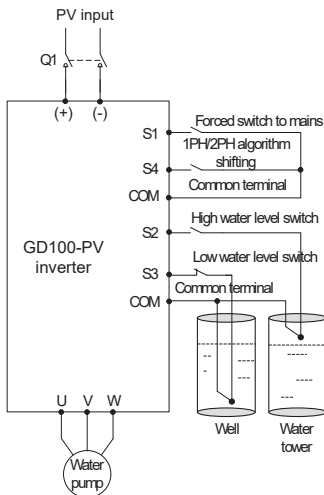 PV input
Q1
(+) (-)
S1 Forced switch to mains
1PH/2PH algorithm
S4 shifting
COM Common terminal
S2 High water level switch
GD100-PV
inverter
S3 Low water level switch
COM Common terminal
U V W
Well
Water
tower
Water
pump